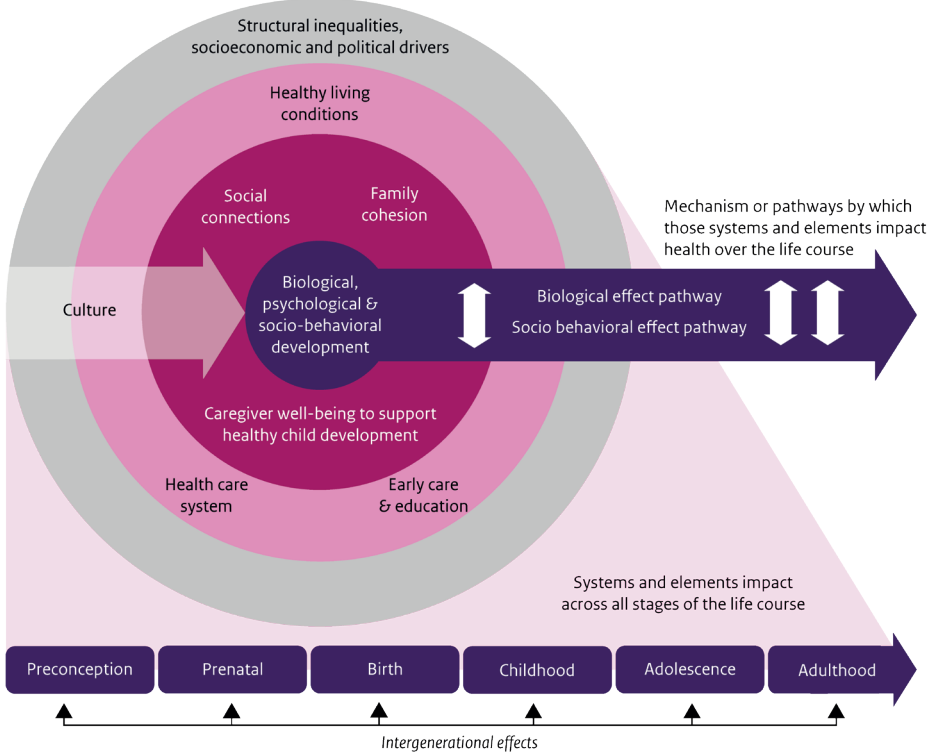 Structural inequalities,
socioeconomic and political drivers
Healthy living
conditions
Social
connections
Family
cohesion
Mechanism or pathways by which
those systems and elements impact
health over the life course
Culture
Biological,
psychological &
socio-behavioral
development
Biological effect pathway
Socio behavioral effect pathway
Caregiver well-being to support
healthy child development
Health care
system
Early care
& education
Systems and elements impact
across all stages of the life course
Preconception
Prenatal
Birth
Childhood
Adolescence
Adulthood
Intergenerational effects